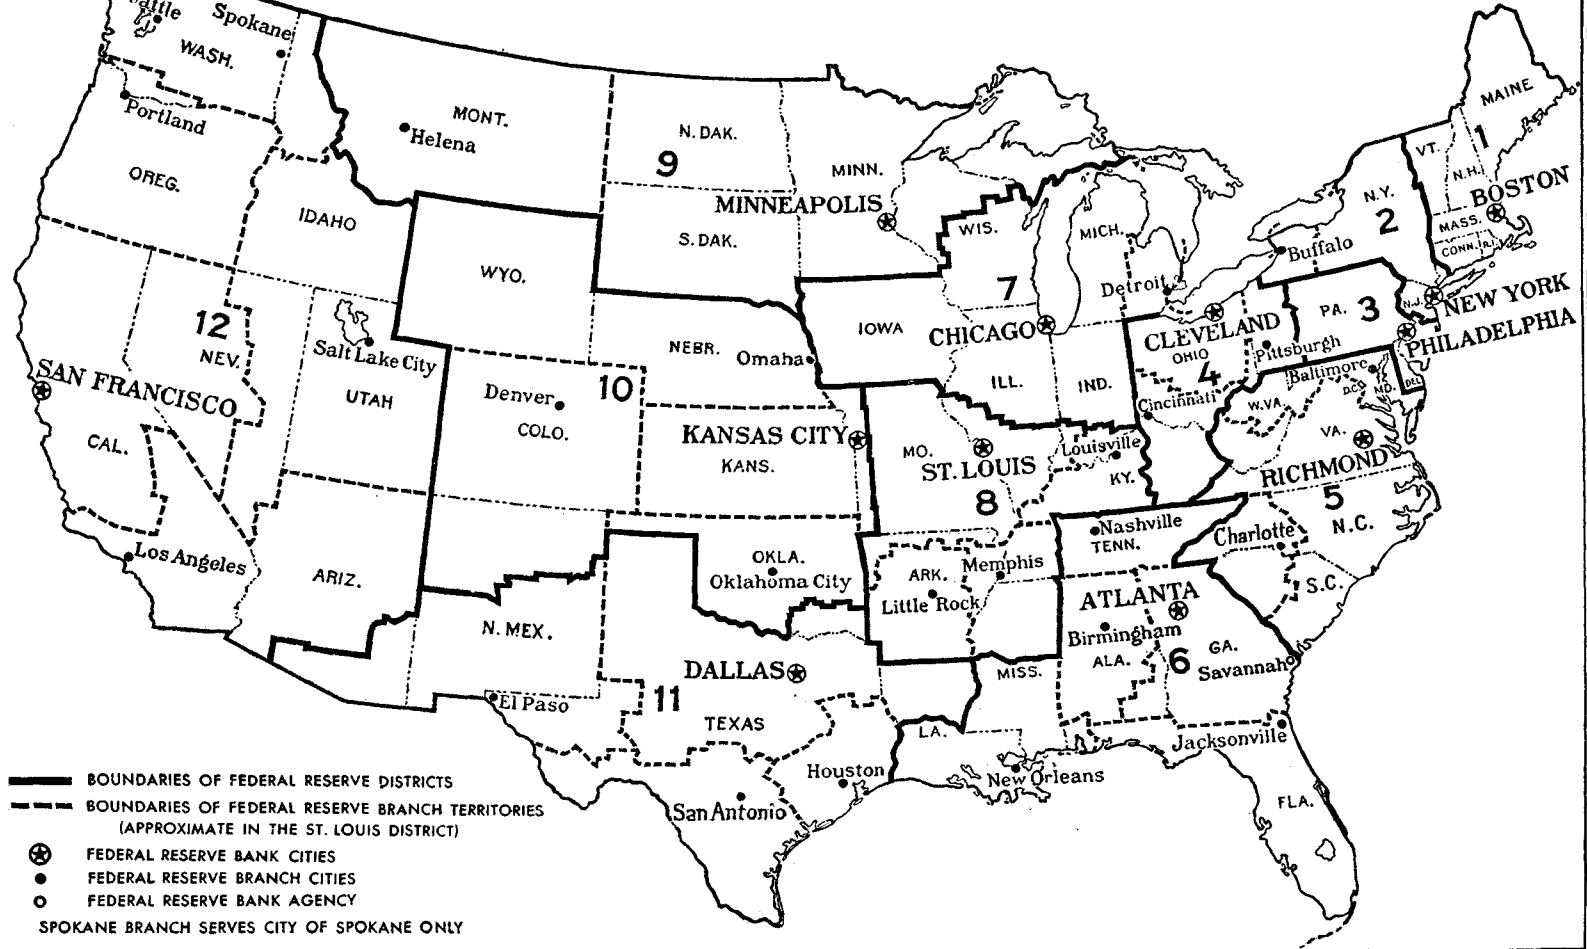 Spokane
WASH.
Portland
OREG.
MONT.
Helena
IDAHO
N. DAK.
9
MINN.
MINNEAPOLIS
S. DAK.
WYO.
WIS.
7
MICH.
Detroit
MAINE
VT.
1
N.H.
BOSTON
MASS.
CONN.
R.I.
N.Y.
2
Buffalo
NEW YORK
N.J.
PA.
3
PHILADELPHIA
12
NEV.
SAN FRANCISCO
CAL.
Los Angeles
Salt Lake City
UTAH
ARIZ.
Denver
COLO.
10
NEBR.
Omaha
KANSAS CITY
KANS.
IOWA
CHICAGO
ILL.
IND.
CLEVELAND
OHIO
4
Pittsburgh
Cincinnati
Baltimore
D.C.
MD.
DEL.
W.VA.
VA.
RICHMOND
5
N.C.
Charlotte
S.C.
MO.
ST. LOUIS
8
Louisville
KY.
Nashville
TENN.
Memphis
ARK.
Little Rock
OKLA.
Oklahoma City
N. MEX.
El Paso
DALLAS
11
TEXAS
Houston
San Antonio
LA.
New Orleans
MISS.
ATLANTA
Birmingham
ALA.
6
GA.
Savannah
Jacksonville
FLA.
BOUNDARIES OF FEDERAL RESERVE DISTRICTS
BOUNDARIES OF FEDERAL RESERVE BRANCH TERRITORIES
(APPROXIMATE IN THE ST. LOUIS DISTRICT)
FEDERAL RESERVE BANK CITIES
FEDERAL RESERVE BRANCH CITIES
FEDERAL RESERVE BANK AGENCY
SPOKANE BRANCH SERVES CITY OF SPOKANE ONLY